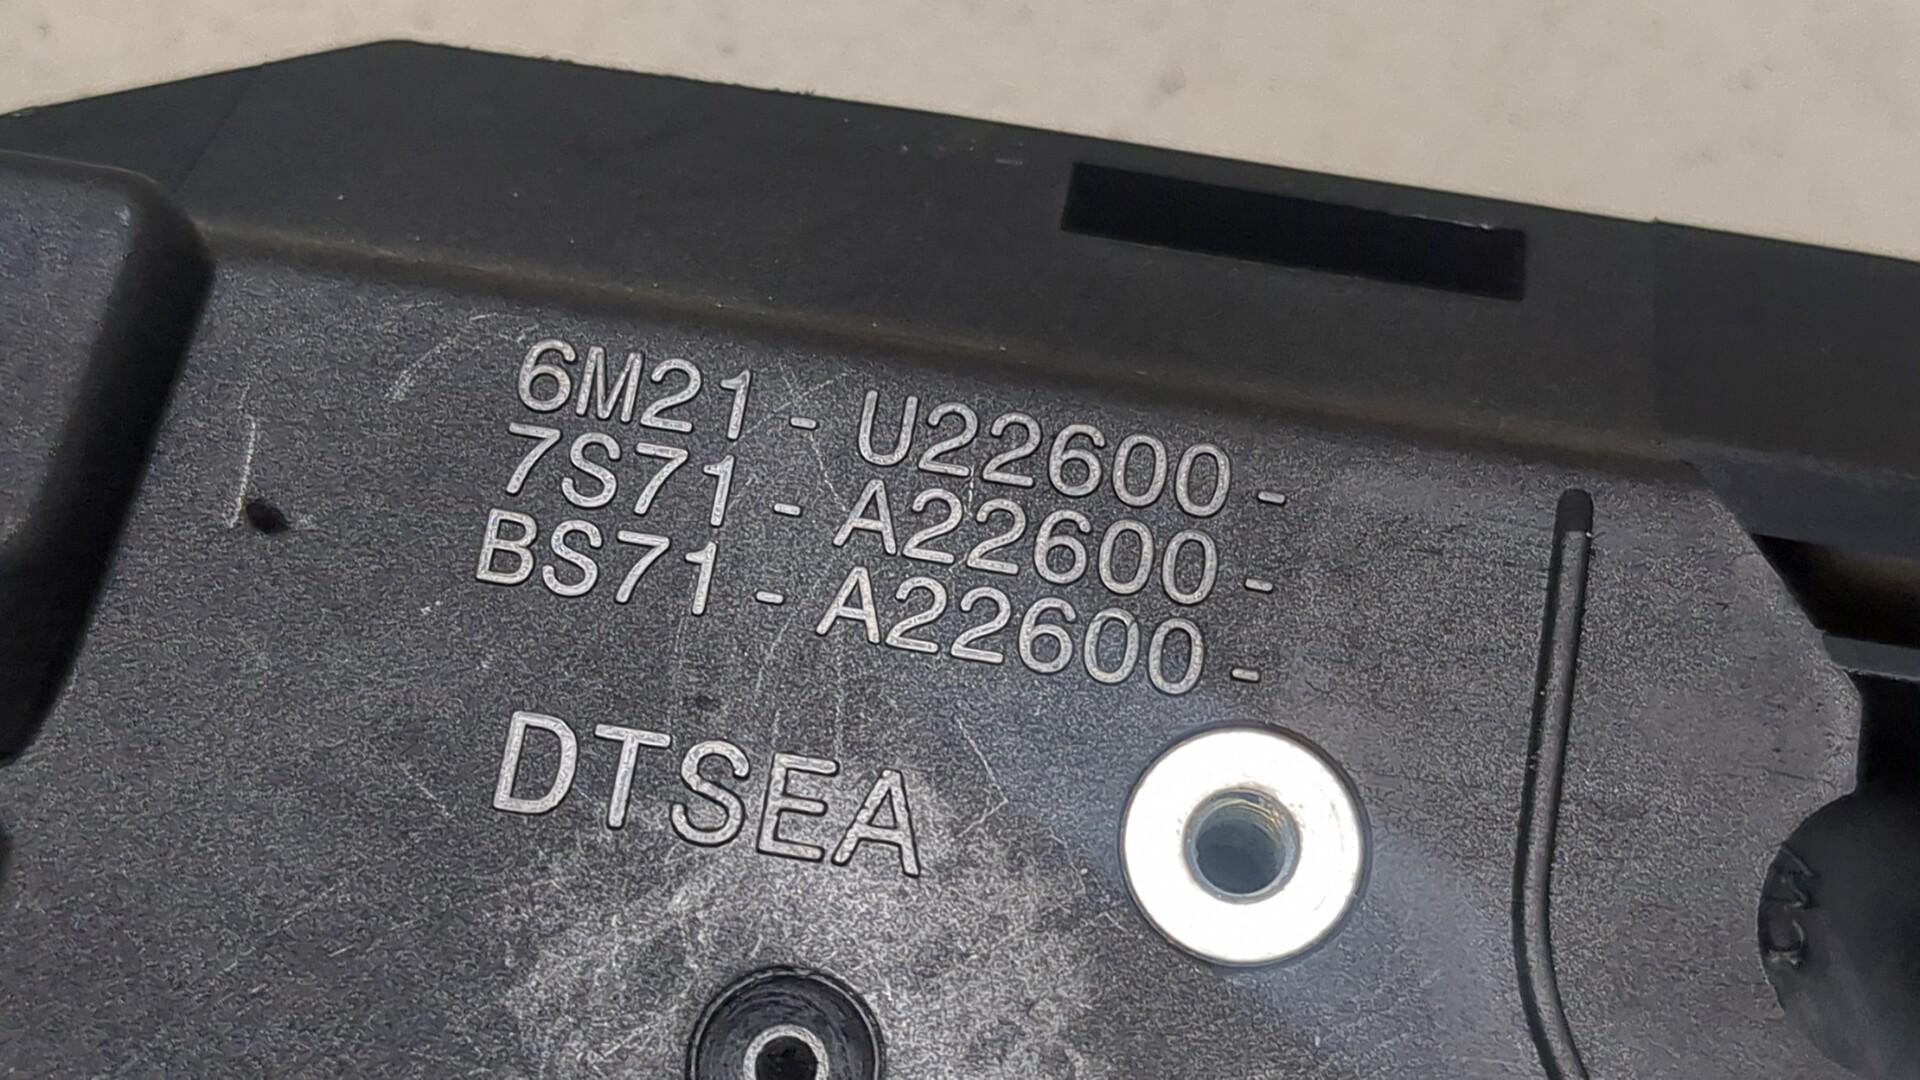 6M21 - U22600 -
7S71 - A22600 -
BS71 - A22600 -
DTSEA